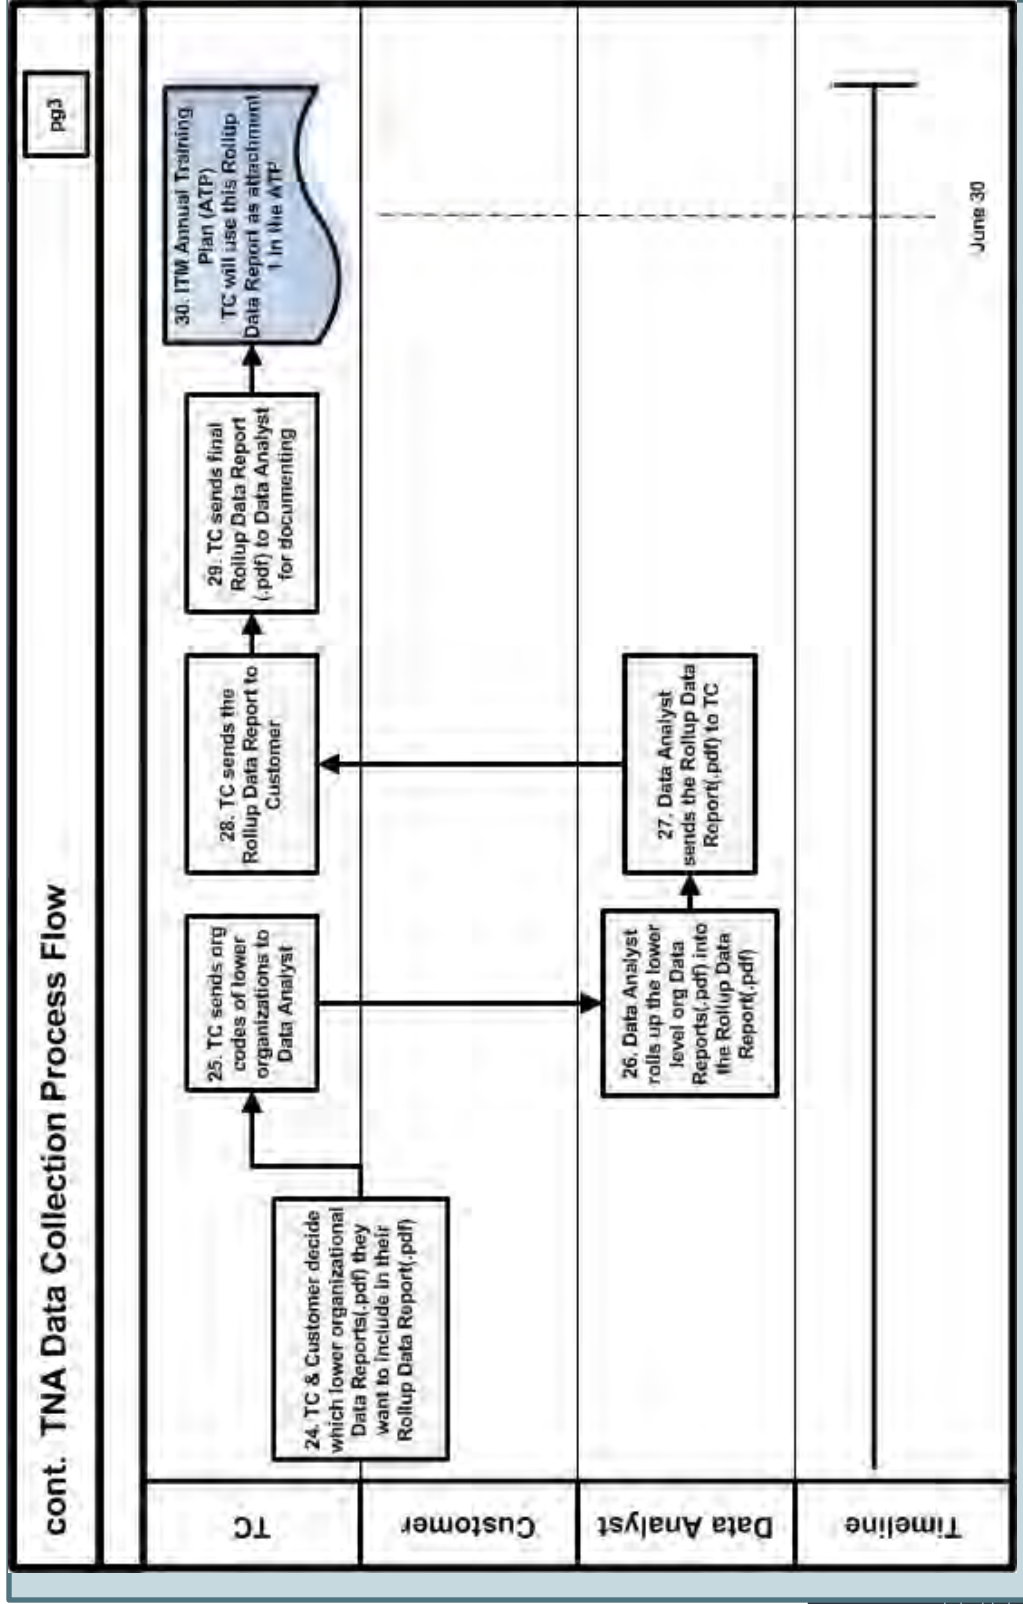 cont.  TNA Data Collection Process Flow
pg3
TC
24. TC & Customer decide
which lower organizational
Data Reports(.pdf) they
want to include in their
Rollup Data Report(.pdf)
25. TC sends org
codes of lower
organizations to
Data Analyst
28. TC sends the
Rollup Data Report to
Customer
29. TC sends final
Rollup Data Report
(.pdf) to Data Analyst
for documenting
30. ITM Annual Training
Plan (ATP)
TC will use this Rollup
Data Report as attachment
1 in the ATP
Customer
Data Analyst
26. Data Analyst
rolls up the lower
level org Data
Reports(.pdf) into
the Rollup Data
Report(.pdf)
27. Data Analyst
sends the Rollup Data
Report(.pdf) to TC
Timeline
June 30